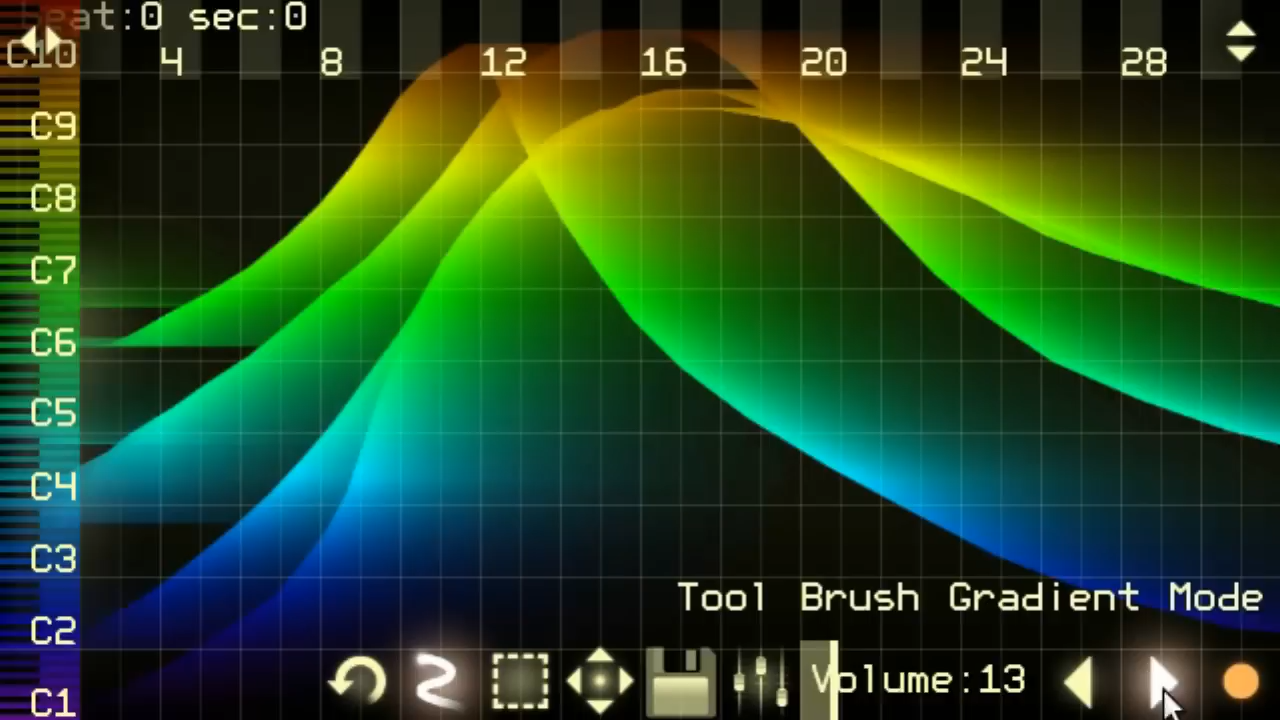 beat:0 sec:0
C10 4 8 12 16 20 24 28
C9
C8
C7
C6
C5
C4
C3
Tool Brush Gradient Mode
C2
Volume:13
C1